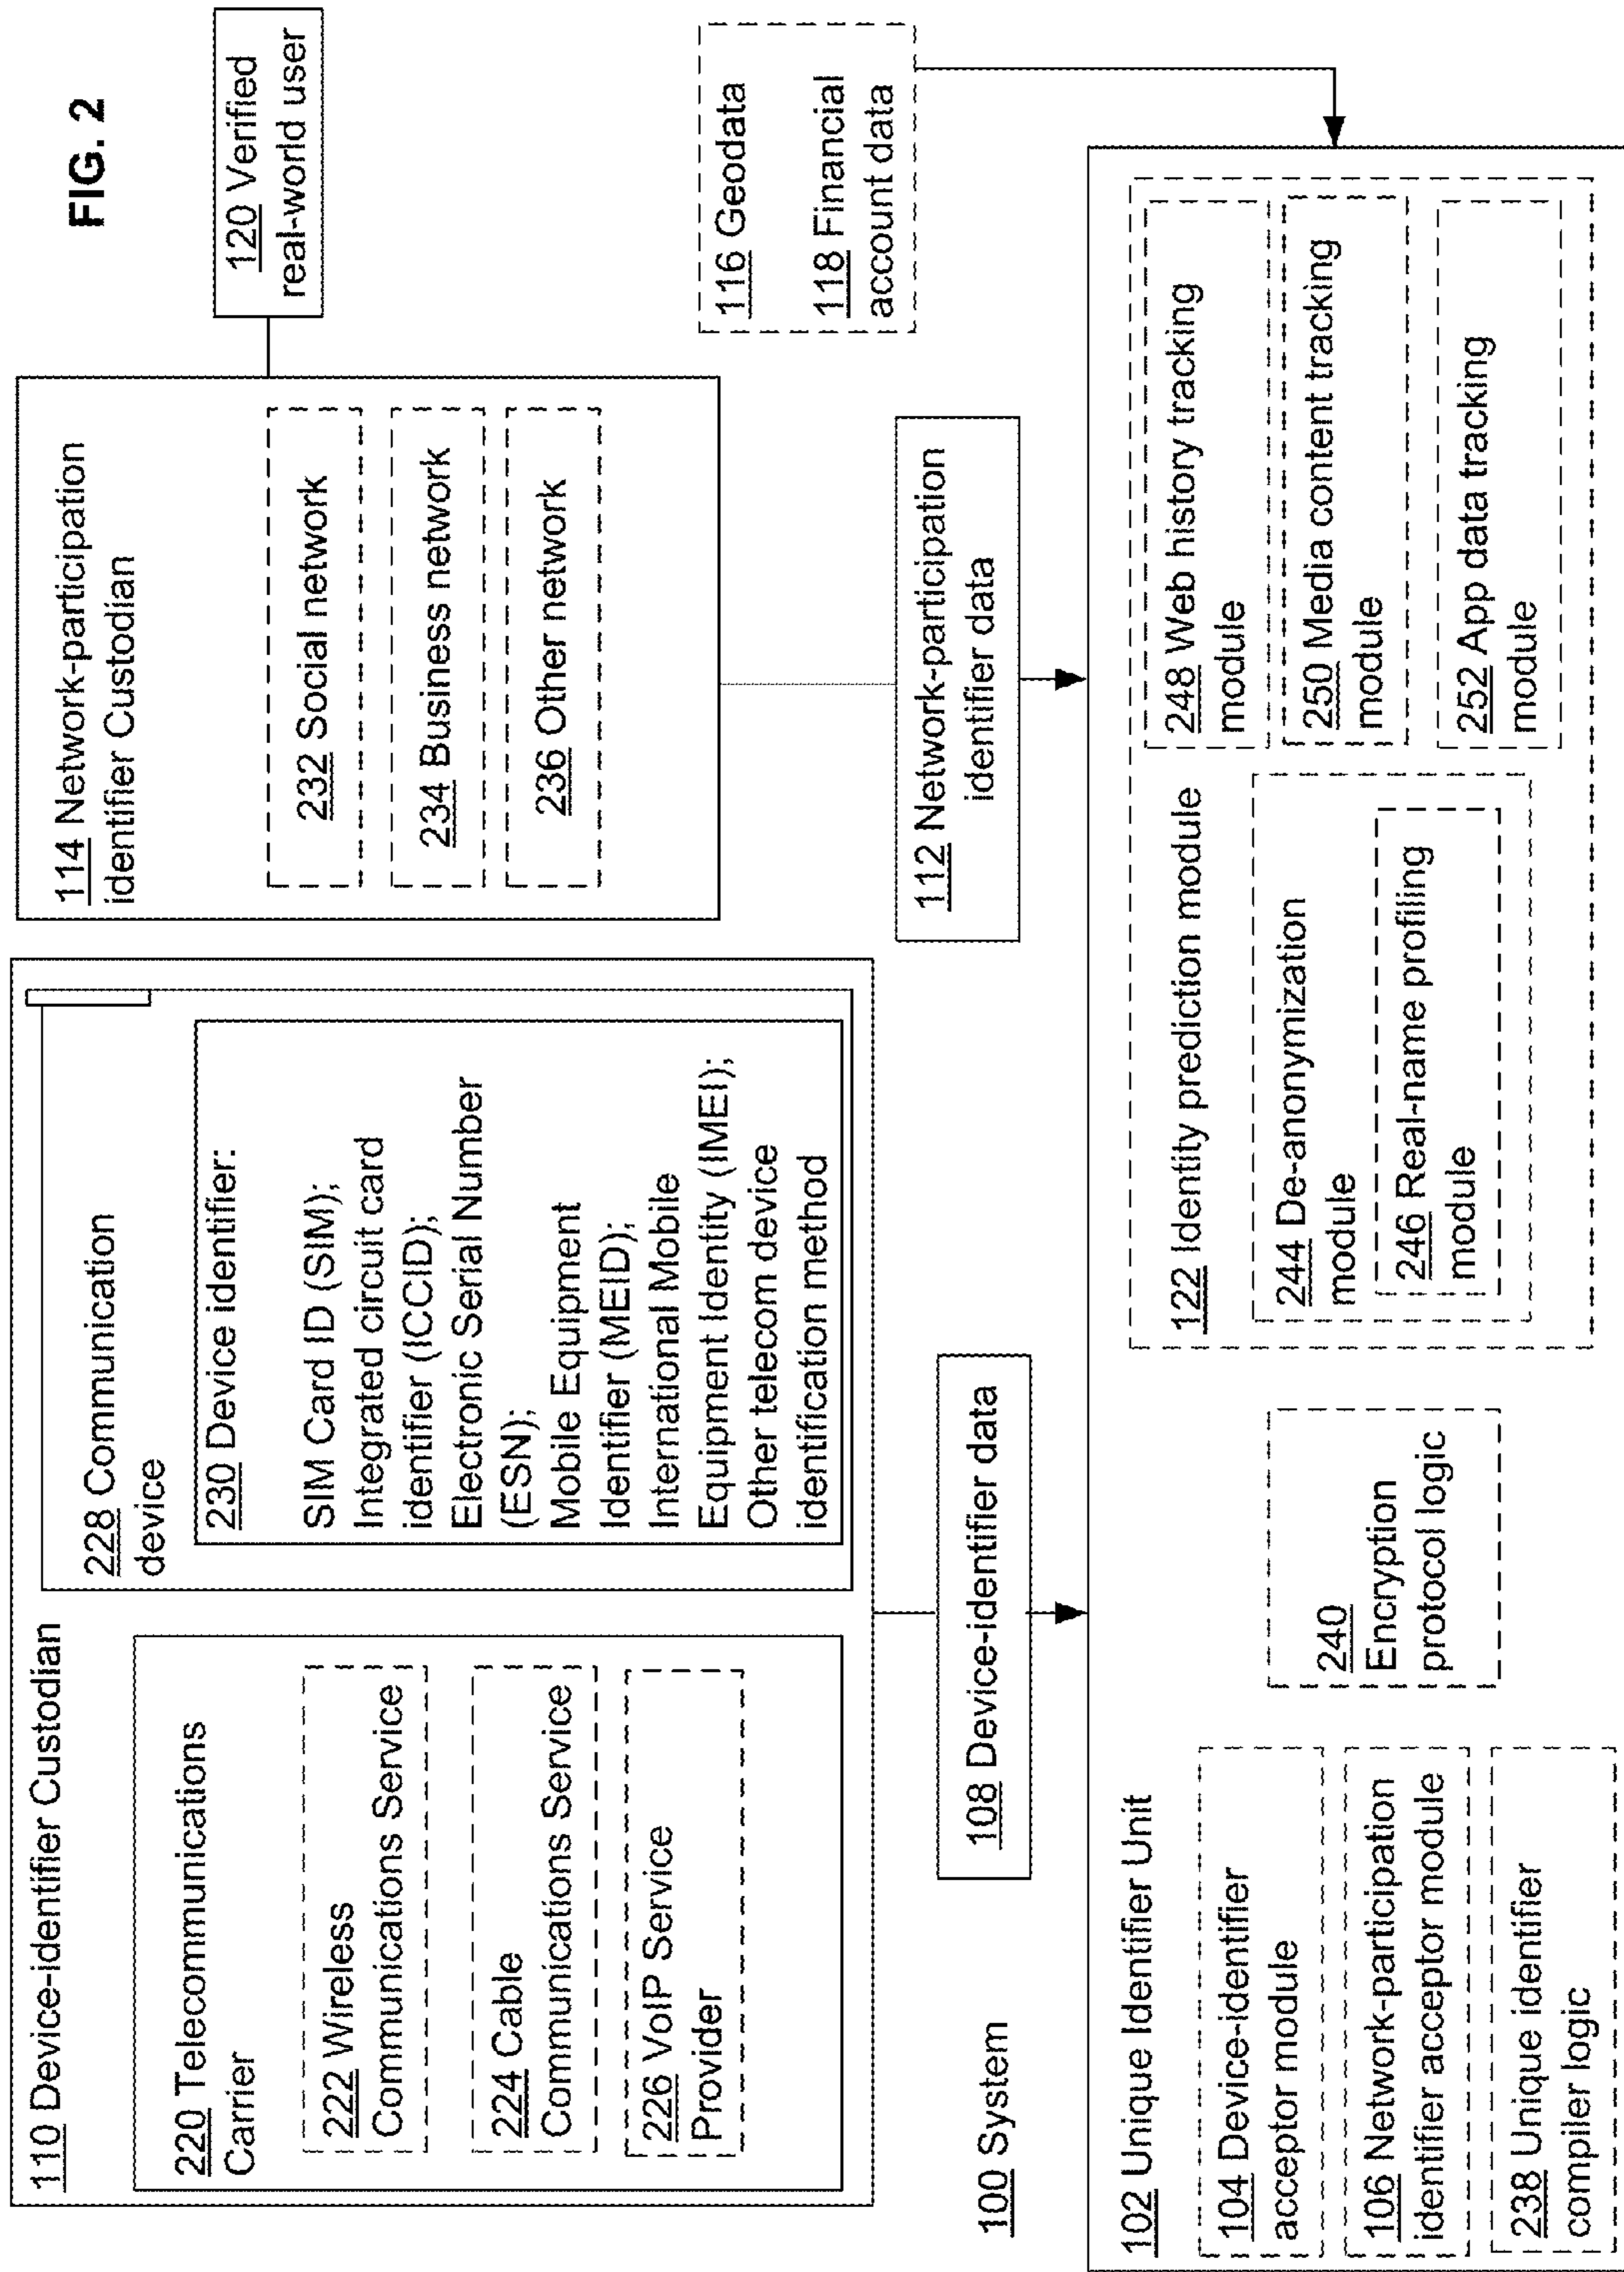 FIG. 2
110 Device-identifier Custodian
220 Telecommunications
Carrier
222 Wireless
Communications Service
224 Cable
Communications Service
226 VoIP Service
Provider
228 Communication
device
230 Device identifier:
SIM Card ID (SIM);
Integrated circuit card
identifier (ICCID);
Electronic Serial Number
(ESN);
Mobile Equipment
Identifier (MEID);
International Mobile
Equipment Identity (IMEI);
Other telecom device
identification method
114 Network-participation
identifier Custodian
232 Social network
234 Business network
236 Other network
120 Verified
real-world user
100 System
108 Device-identifier data
112 Network-participation
identifier data
116 Geodata
118 Financial
account data
102 Unique Identifier Unit
104 Device-identifier
acceptor module
106 Network-participation
identifier acceptor module
238 Unique identifier
compiler logic
240
Encryption
protocol logic
122 Identity prediction module
244 De-anonymization
module
246 Real-name profiling
module
248 Web history tracking
module
250 Media content tracking
module
252 App data tracking
module